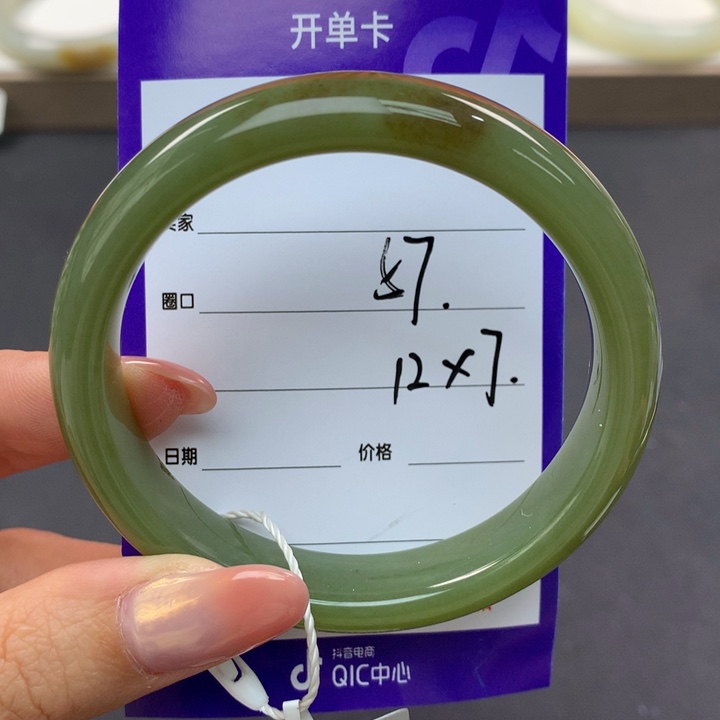 开单卡
家
圈口 57.
12×7.
日期 价格
抖音电商
QIC中心